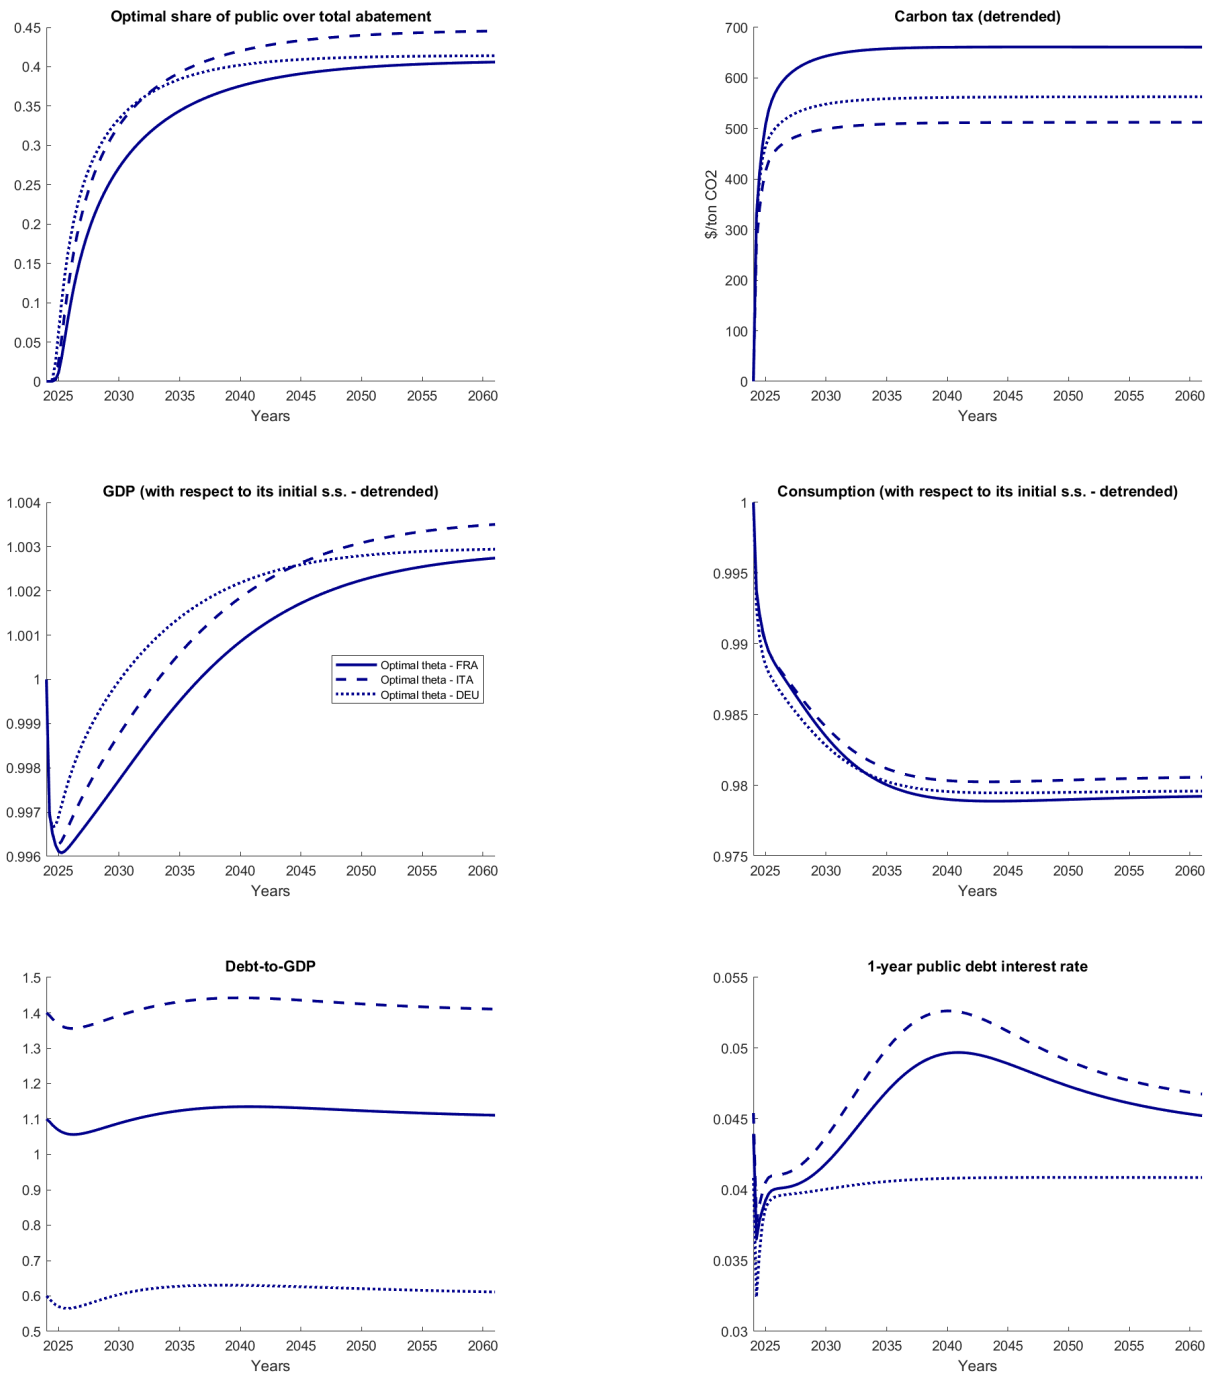 Optimal share of public over total abatement
0.45
0.4
0.35
0.3
0.25
0.2
0.15
0.1
0.05
0
2025 2030 2035 2040 2045 2050 2055 2060
Years
Carbon tax (detrended)
$/ton CO2
700
600
500
400
300
200
100
0
2025 2030 2035 2040 2045 2050 2055 2060
Years
GDP (with respect to its initial s.s. - detrended)
1.004
1.003
1.002
1.001
1
0.999
0.998
0.997
0.996
Optimal theta - FRA
Optimal theta - ITA
Optimal theta - DEU
2025 2030 2035 2040 2045 2050 2055 2060
Years
Consumption (with respect to its initial s.s. - detrended)
1
0.995
0.99
0.985
0.98
0.975
2025 2030 2035 2040 2045 2050 2055 2060
Years
Debt-to-GDP
1.5
1.4
1.3
1.2
1.1
1
0.9
0.8
0.7
0.6
0.5
2025 2030 2035 2040 2045 2050 2055 2060
Years
1-year public debt interest rate
0.055
0.05
0.045
0.04
0.035
0.03
2025 2030 2035 2040 2045 2050 2055 2060
Years